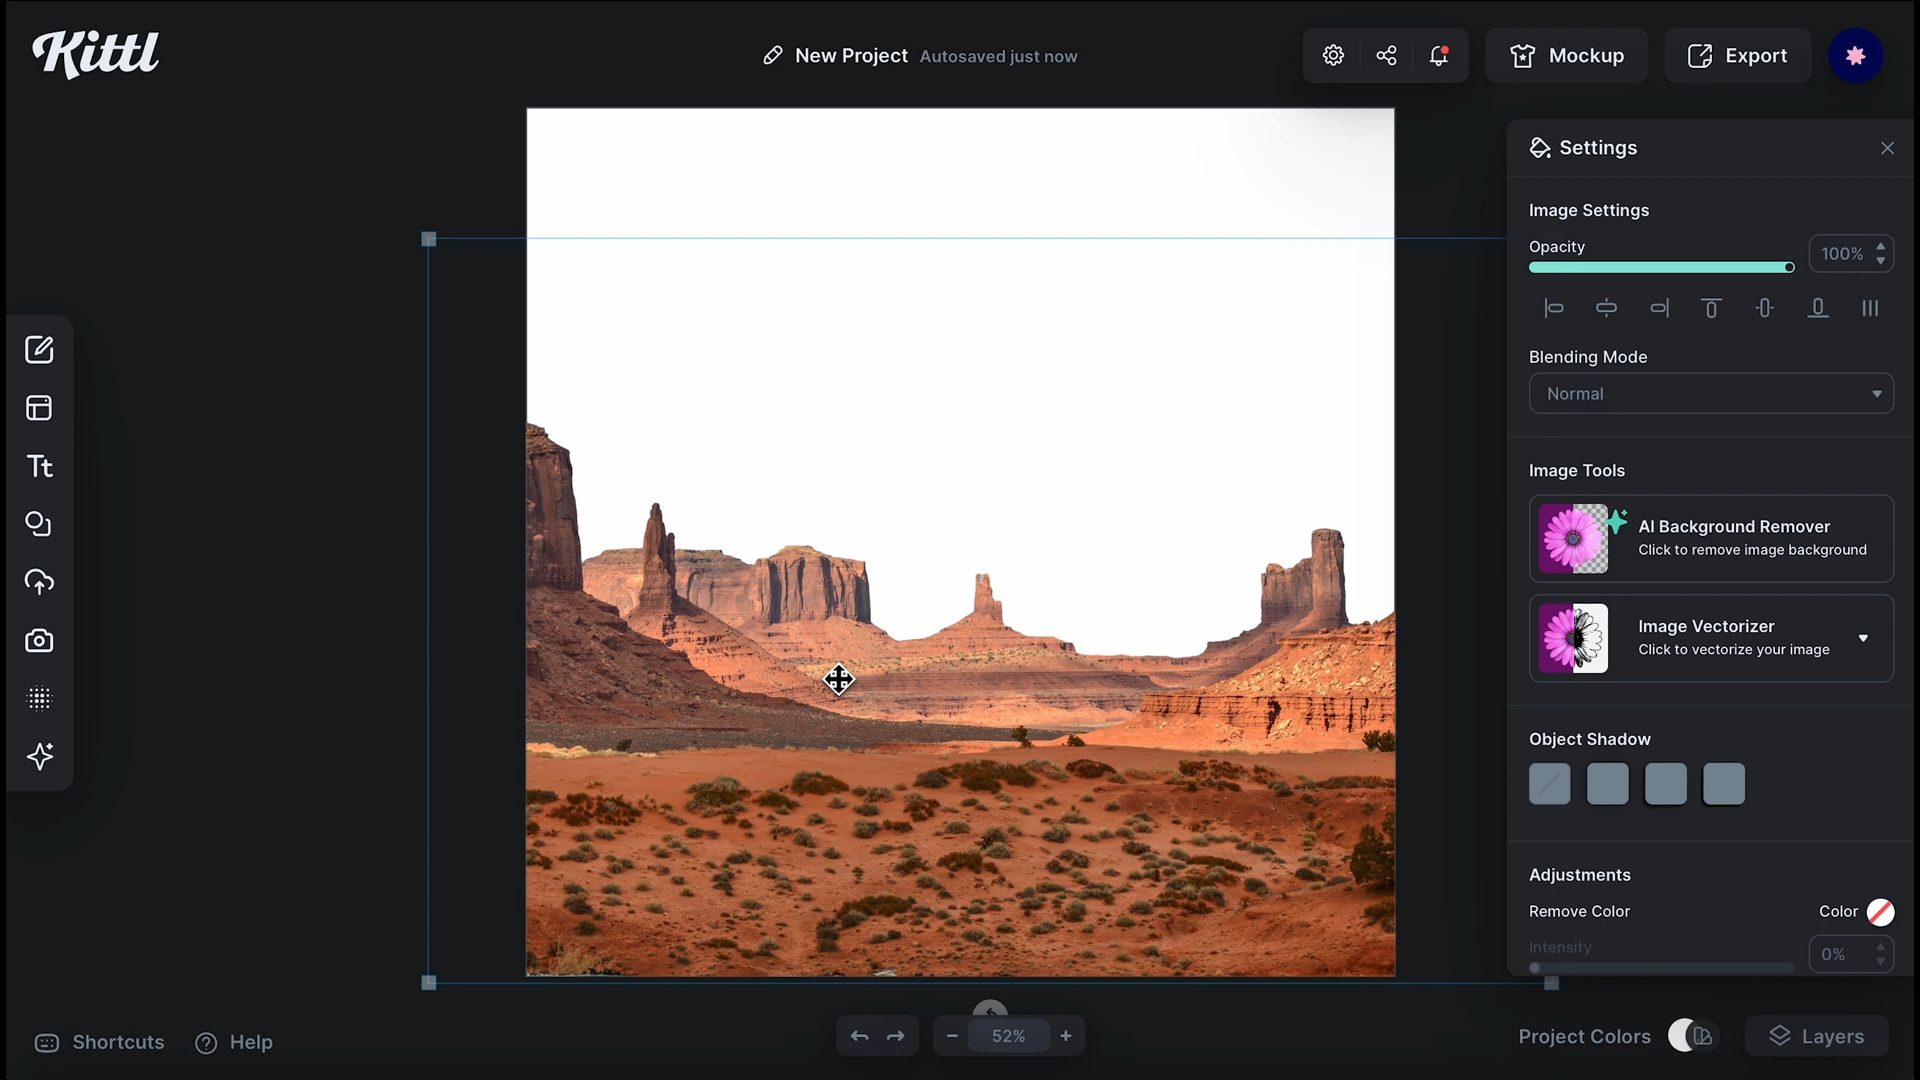 Kittl
New Project Autosaved just now
Mockup
Export
Settings
Image Settings
Opacity
100%
Blending Mode
Normal
Image Tools
AI Background Remover
Click to remove image background
Image Vectorizer
Click to vectorize your image
Object Shadow
Adjustments
Remove Color
Color
Intensity
0%
Tt
Shortcuts
Help
52%
Project Colors
Layers